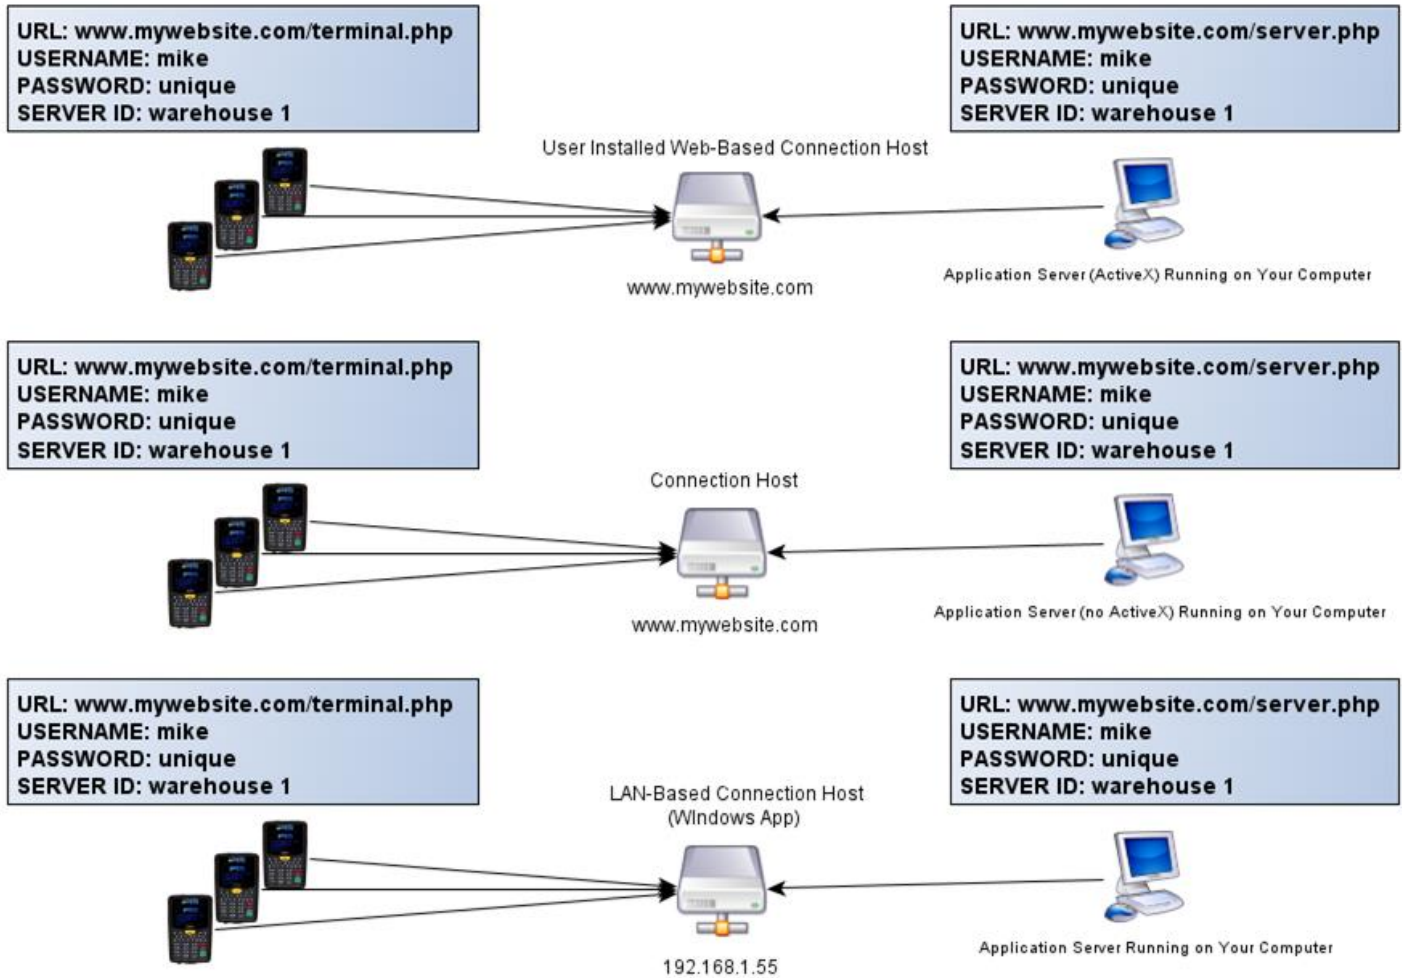 URL: www.mywebsite.com/terminal.php
USERNAME: mike
PASSWORD: unique
SERVER ID: warehouse 1
URL: www.mywebsite.com/server.php
USERNAME: mike
PASSWORD: unique
SERVER ID: warehouse 1
User Installed Web-Based Connection Host
www.mywebsite.com
Application Server (ActiveX) Running on Your Computer
URL: www.mywebsite.com/terminal.php
USERNAME: mike
PASSWORD: unique
SERVER ID: warehouse 1
URL: www.mywebsite.com/server.php
USERNAME: mike
PASSWORD: unique
SERVER ID: warehouse 1
Connection Host
www.mywebsite.com
Application Server (no ActiveX) Running on Your Computer
URL: www.mywebsite.com/terminal.php
USERNAME: mike
PASSWORD: unique
SERVER ID: warehouse 1
URL: www.mywebsite.com/server.php
USERNAME: mike
PASSWORD: unique
SERVER ID: warehouse 1
LAN-Based Connection Host
(WIndows App)
192.168.1.55
Application Server Running on Your Computer